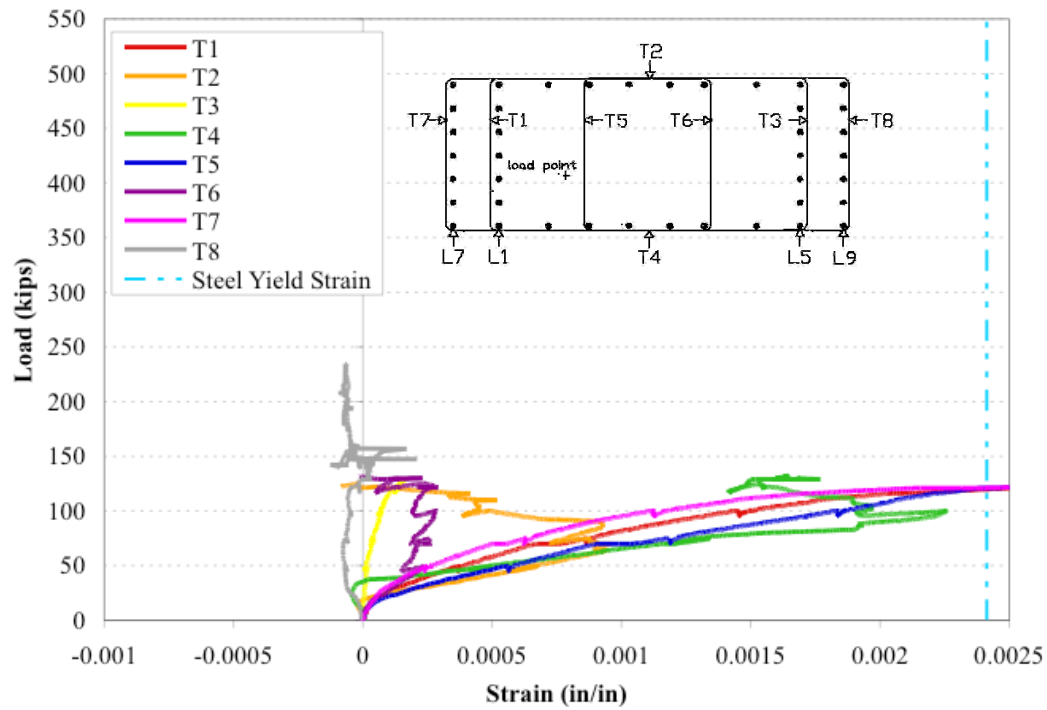 550
500
450
400
350
300
250
200
150
100
50
0
Load (kips)
T1
T2
T3
T4
T5
T6
T7
T8
Steel Yield Strain
T2
T7 T1 T5 T6 T3 T8
load point
L7 L1 T4 L5 L9
-0.001 -0.0005 0 0.0005 0.001 0.0015 0.002 0.0025
Strain (in/in)